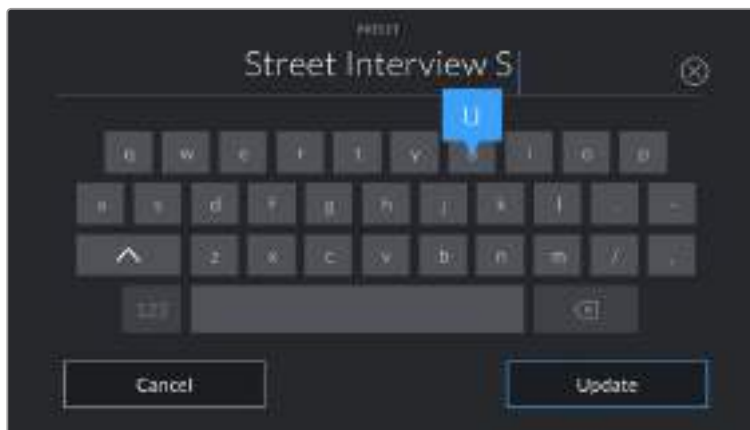 PRESET
Street Interview S
U
q w e r t y u i o p
a s d f g h j k l . -
z x c v b n m / ,
123
Cancel Update